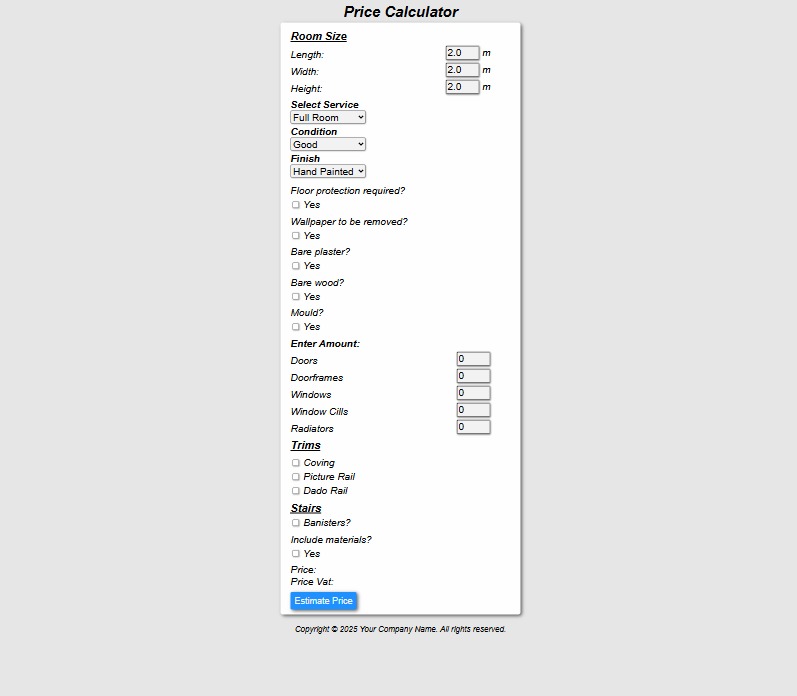 Price Calculator
Room Size
Length: 2.0 m
Width: 2.0 m
Height: 2.0 m
Select Service
Full Room
Condition
Good
Finish
Hand Painted
Floor protection required?
Yes
Wallpaper to be removed?
Yes
Bare plaster?
Yes
Bare wood?
Yes
Mould?
Yes
Enter Amount:
Doors 0
Doorframes 0
Windows 0
Window Cills 0
Radiators 0
Trims
Coving
Picture Rail
Dado Rail
Stairs
Banisters?
Include materials?
Yes
Price:
Price Vat:
Estimate Price
Copyright © 2025 Your Company Name. All rights reserved.